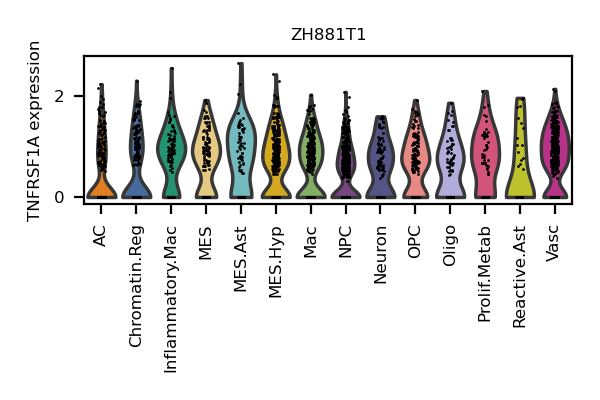 ZH881T1
TNFRSF1A expression
2
0
AC
Chromatin.Reg
Inflammatory.Mac
MES
MES.Ast
MES.Hyp
Mac
NPC
Neuron
OPC
Oligo
Prolif.Metab
Reactive.Ast
Vasc